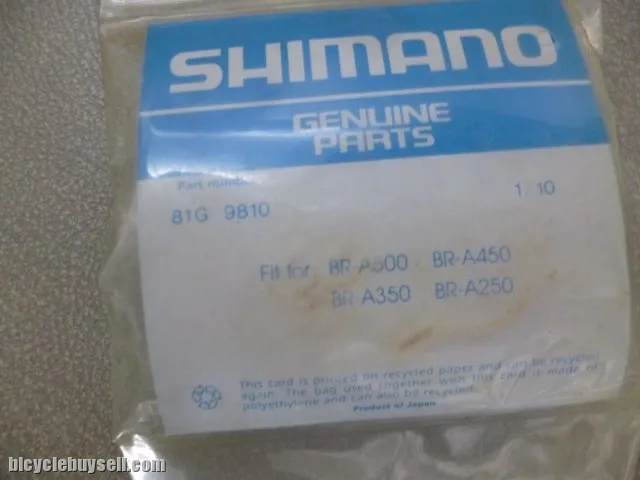 SHIMANO
GENUINE
PARTS
Part number
81G 9810
1 10
Fit for BR-A500 BR-A450
BR-A350 BR-A250
This card is printed on recycled paper and can be recycled
again. The bag used together with this card is made of
polyethylene and can also be recycled.
Product of Japan
bicyclebuysell.com